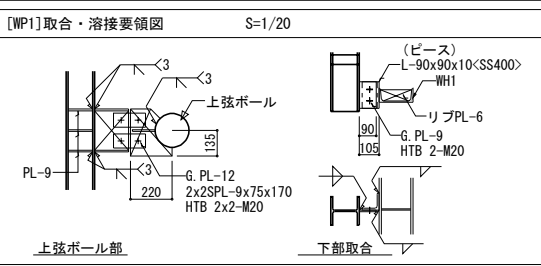 [WP1]取合・溶接要領図 S=1/20
3
3
上弦ボール
135
3
PL-9
220
G.PL-12
2x2SPL-9x75x170
HTB 2x2-M20
上弦ボール部
(ピース)
L-90x90x10<SS400>
WH1
リブPL-6
90
105
G.PL-9
HTB 2-M20
下部取合